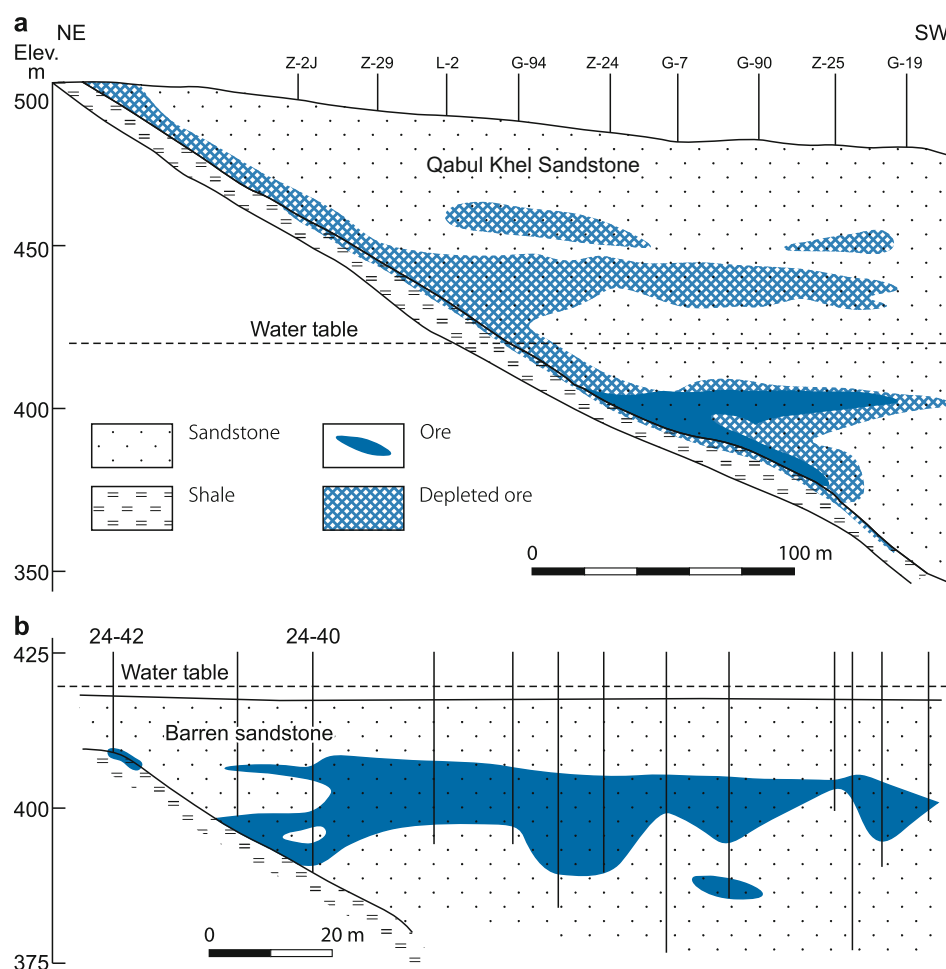 a
NE
SW
Elev.
m
Z-2J
Z-29
L-2
G-94
Z-24
G-7
G-90
Z-25
G-19
500
Qabul Khel Sandstone
450
Water table
400
Sandstone
Ore
Shale
Depleted ore
0
100 m
350
b
24-42
24-40
425
Water table
Barren sandstone
400
0
20 m
375